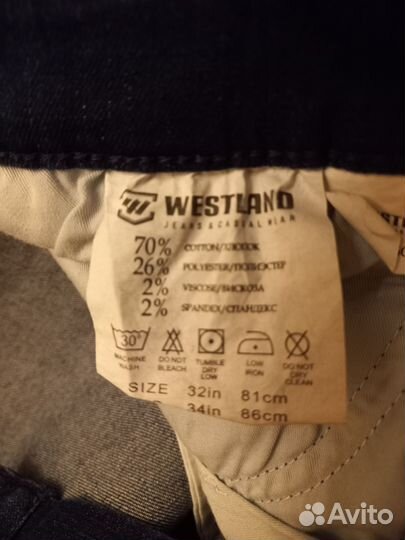 WESTLAND
JEANS & CASUAL WEAR
70% COTTON/ХЛОПОК
26% POLYESTER/ПОЛИЭСТЕР
2% VISCOSE/ВИСКОЗА
2% SPANDEX/СПАНДЕКС
30°
MACHINE WASH DO NOT BLEACH TUMBLE DRY LOW LOW IRON DO NOT DRY CLEAN
SIZE 32in 81cm
34in 86cm
Avito